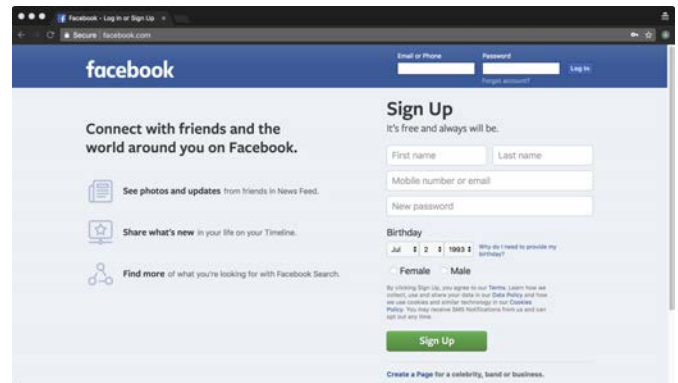 Facebook - Log In or Sign Up
Secure facebook.com
facebook
Email or Phone
Password
Log In
Forgot account?
Connect with friends and the
world around you on Facebook.
See photos and updates from friends in News Feed.
Share what's new in your life on your Timeline.
Find more of what you're looking for with Facebook Search.
Sign Up
It's free and always will be.
First name
Last name
Mobile number or email
New password
Birthday
Jul 2 1993
Why do I need to provide my
birthday?
Female Male
By clicking Sign Up, you agree to our Terms. Learn how we
collect, use and share your data in our Data Policy and how
we use cookies and similar technology in our Cookies
Policy. You may receive SMS Notifications from us and can
opt out any time.
Sign Up
Create a Page for a celebrity, band or business.